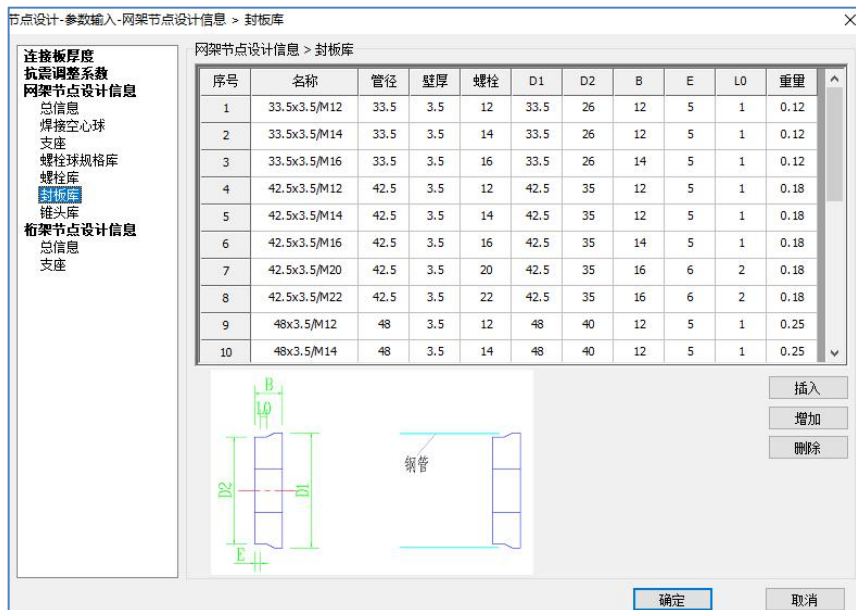 节点设计-参数输入-网架节点设计信息 > 封板库
连接板厚度
抗震调整系数
网架节点设计信息
总信息
焊接空心球
支座
螺栓球规格库
螺栓库
封板库
锥头库
桁架节点设计信息
总信息
支座
网架节点设计信息 > 封板库
序号 名称 管径 壁厚 螺栓 D1 D2 B E L0 重量
1 33.5x3.5/M12 33.5 3.5 12 33.5 26 12 5 1 0.12
2 33.5x3.5/M14 33.5 3.5 14 33.5 26 12 5 1 0.12
3 33.5x3.5/M16 33.5 3.5 16 33.5 26 14 5 1 0.12
4 42.5x3.5/M12 42.5 3.5 12 42.5 35 12 5 1 0.18
5 42.5x3.5/M14 42.5 3.5 14 42.5 35 12 5 1 0.18
6 42.5x3.5/M16 42.5 3.5 16 42.5 35 14 5 1 0.18
7 42.5x3.5/M20 42.5 3.5 20 42.5 35 16 6 2 0.18
8 42.5x3.5/M22 42.5 3.5 22 42.5 35 16 6 2 0.18
9 48x3.5/M12 48 3.5 12 48 40 12 5 1 0.25
10 48x3.5/M14 48 3.5 14 48 40 12 5 1 0.25
B
L0
D2
D1
E
钢管
插入
增加
删除
确定
取消